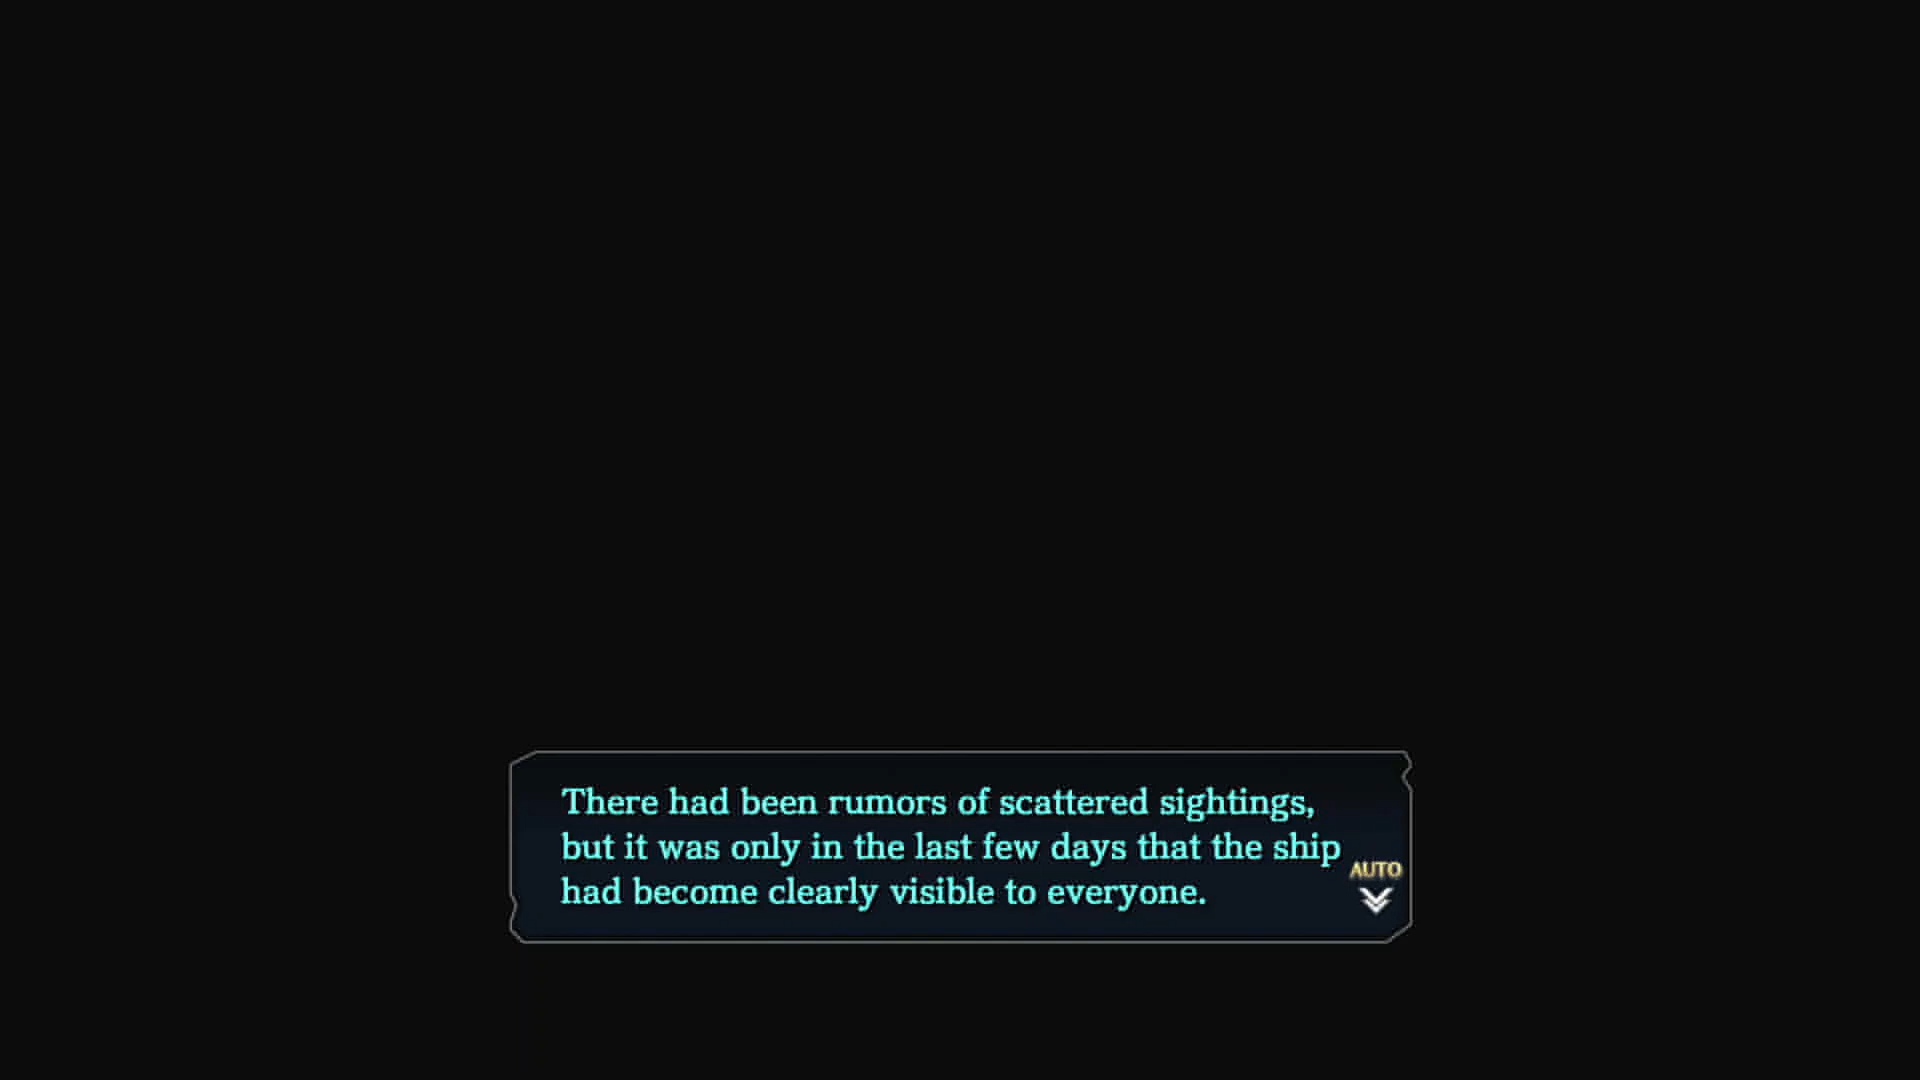 There had been rumors of scattered sightings,
but it was only in the last few days that the ship
had become clearly visible to everyone.
AUTO